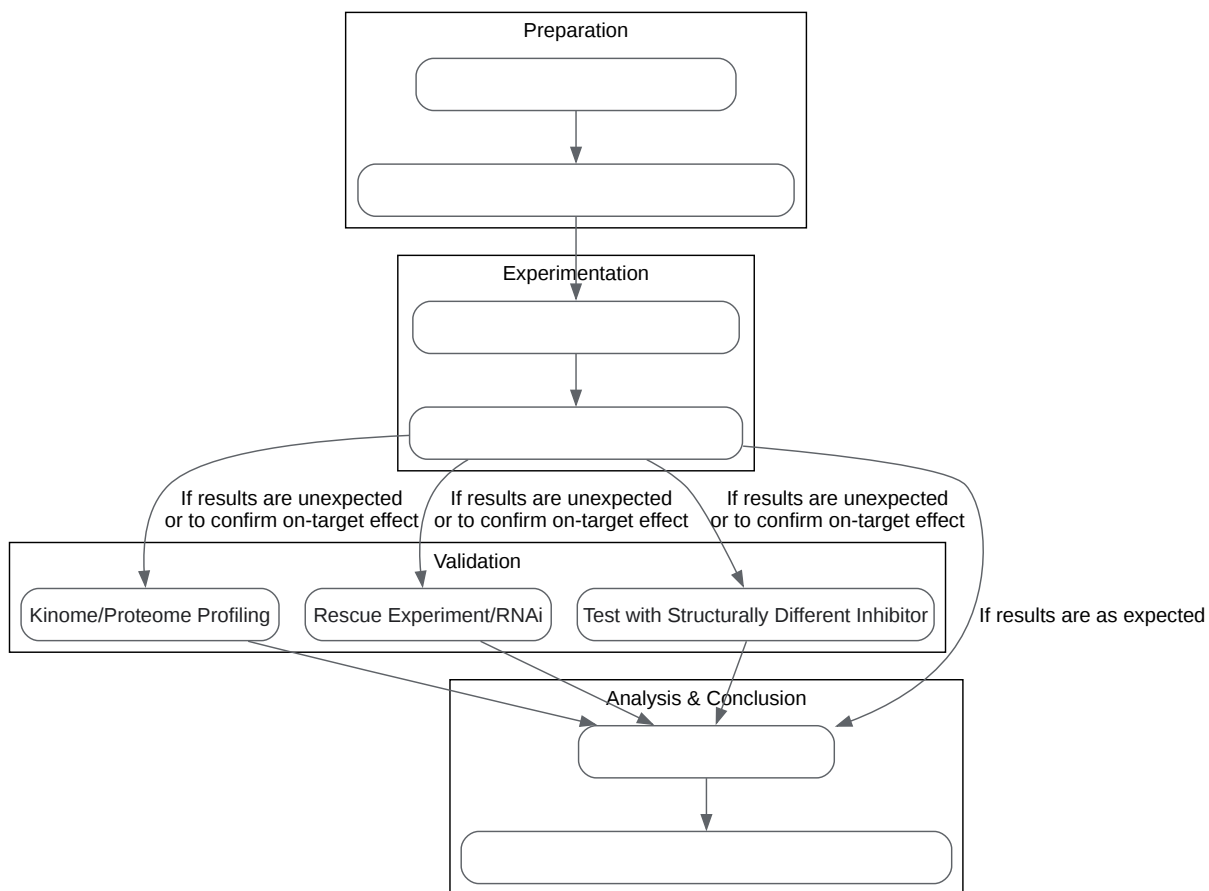 Preparation
Experimentation
If results are unexpected
or to confirm on-target effect
If results are unexpected
or to confirm on-target effect
If results are unexpected
or to confirm on-target effect
If results are as expected
Validation
Kinome/Proteome Profiling
Rescue Experiment/RNAi
Test with Structurally Different Inhibitor
Analysis & Conclusion